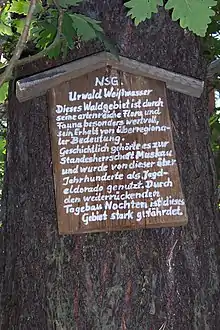 NSG.
Urwald Weißwasser
Dieses Waldgebiet ist durch
seine artenreiche Flora und
Fauna besonders wertvoll,
sein Erhalt von überregiona-
ler Bedeutung.
Geschichtlich gehörte es zur
Standesherrschaft Muskau
und wurde von dieser über
Jahrhunderte als Jagd-
eldorado genutzt. Durch
den wederrückenden
Tagebau Nochten ist dieses
Gebiet stark gefährdet.